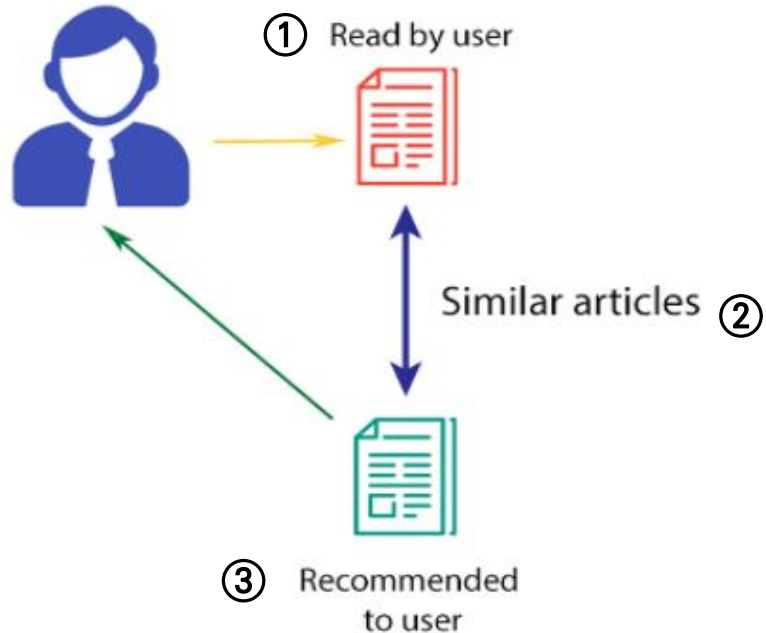 ① Read by user
Similar articles ②
③ Recommended
to user